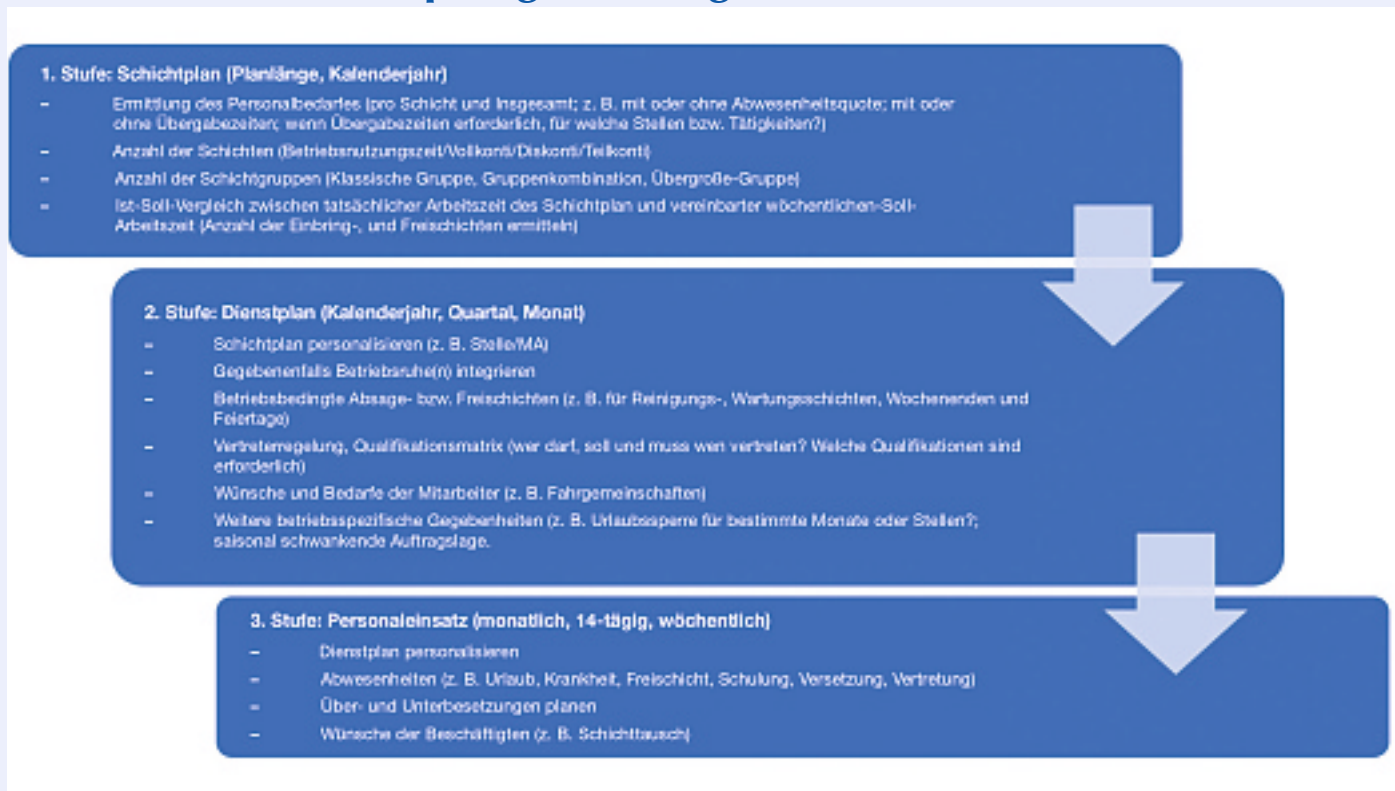 1. Stufe: Schichtplan (Planlänge, Kalenderjahr)
- Ermittlung des Personalbedarfes (pro Schicht und Insgesamt; z. B. mit oder ohne Abwesenheitsquote; mit oder
ohne Übergabezeiten; wenn Übergabezeiten erforderlich, für welche Stellen bzw. Tätigkeiten?)
- Anzahl der Schichten (Betriebsnutzungszeit/Vollkonti/Diskonti/Teilkonti)
- Anzahl der Schichtgruppen (Klassische Gruppe, Gruppenkombination, Übergroße-Gruppe)
- Ist-Soll-Vergleich zwischen tatsächlicher Arbeitszeit des Schichtplan und vereinbarter wöchentlichen-Soll-
Arbeitszeit (Anzahl der Einbring-, und Freischichten ermitteln)
2. Stufe: Dienstplan (Kalenderjahr, Quartal, Monat)
- Schichtplan personalisieren (z. B. Stelle/MA)
- Gegebenenfalls Betriebsruhe(n) integrieren
- Betriebsbedingte Absage- bzw. Freischichten (z. B. für Reinigungs-, Wartungsschichten, Wochenenden und
Feiertage)
- Vertreterregelung, Qualifikationsmatrix (wer darf, soll und muss wen vertreten? Welche Qualifikationen sind
erforderlich)
- Wünsche und Bedarfe der Mitarbeiter (z. B. Fahrgemeinschaften)
- Weitere betriebsspezifische Gegebenheiten (z. B. Urlaubssperre für bestimmte Monate oder Stellen?;
saisonal schwankende Auftragslage.
3. Stufe: Personaleinsatz (monatlich, 14-tägig, wöchentlich)
- Dienstplan personalisieren
- Abwesenheiten (z. B. Urlaub, Krankheit, Freischicht, Schulung, Versetzung, Vertretung)
- Über- und Unterbesetzungen planen
- Wünsche der Beschäftigten (z. B. Schichttausch)